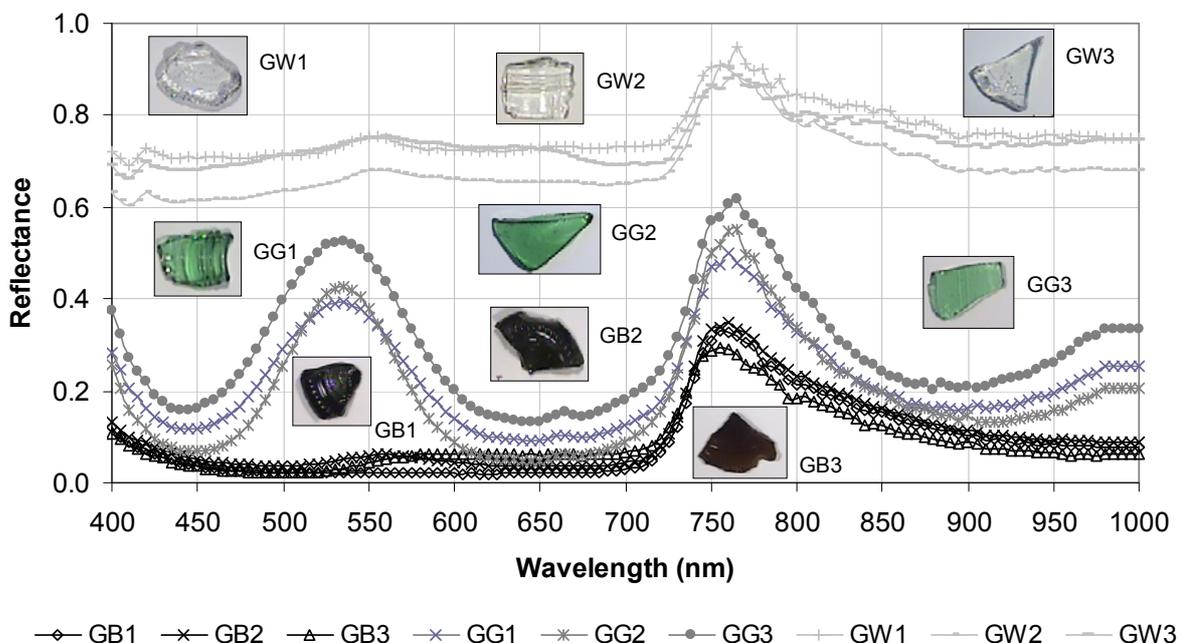 1.0
0.8
0.6
0.4
0.2
0.0
Reflectance
GW1
GW2
GW3
GG1
GG2
GG3
GB2
GB1
GB3
400 450 500 550 600 650 700 750 800 850 900 950 1000
Wavelength (nm)
GB1 GB2 GB3 GG1 GG2 GG3 GW1 GW2 GW3